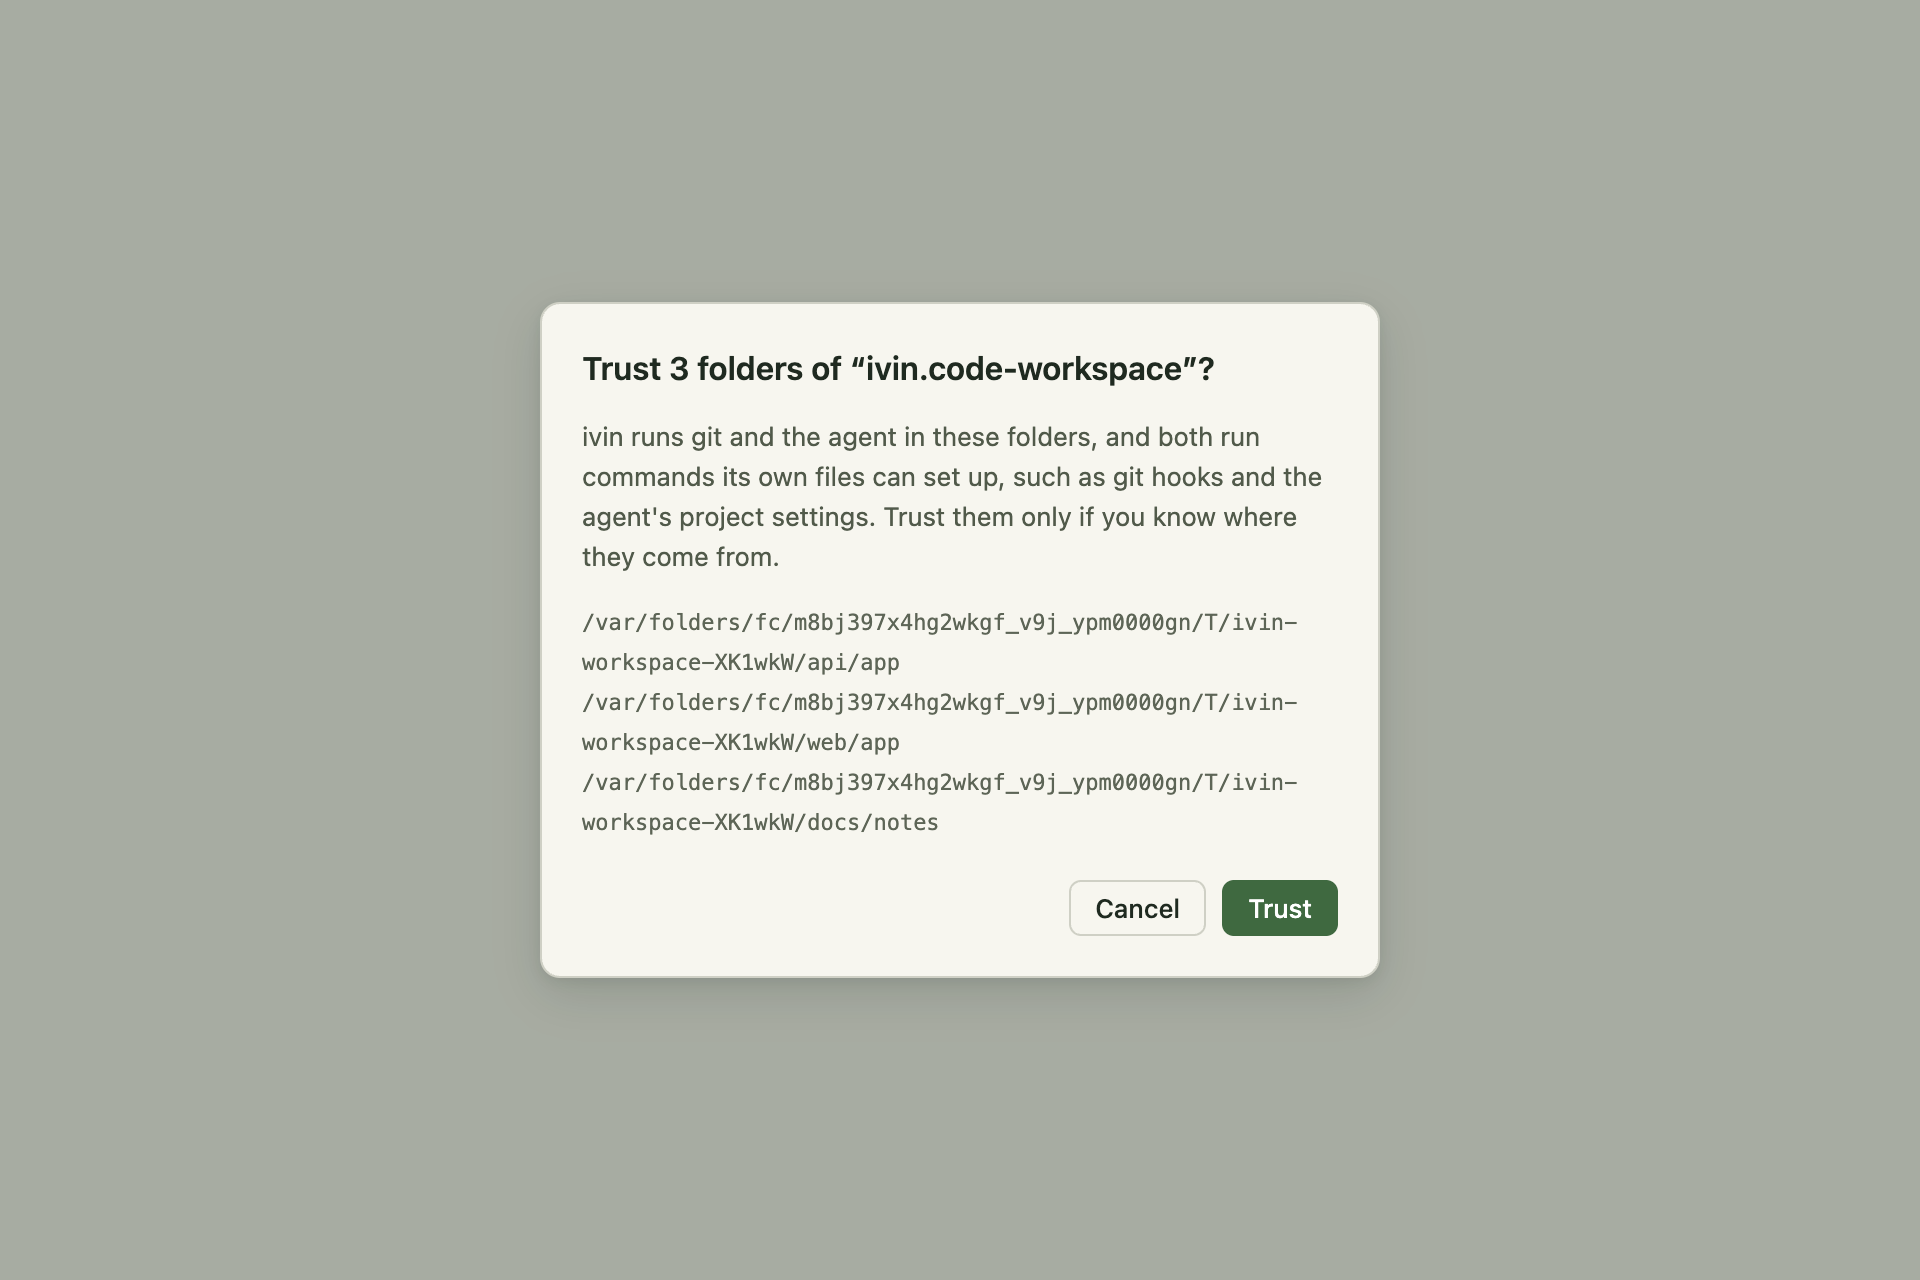 Trust 3 folders of “ivin.code-workspace”?
ivin runs git and the agent in these folders, and both run
commands its own files can set up, such as git hooks and the
agent's project settings. Trust them only if you know where
they come from.
/var/folders/fc/m8bj397x4hg2wkgf_v9j_ypm0000gn/T/ivin-
workspace-XK1wkW/api/app
/var/folders/fc/m8bj397x4hg2wkgf_v9j_ypm0000gn/T/ivin-
workspace-XK1wkW/web/app
/var/folders/fc/m8bj397x4hg2wkgf_v9j_ypm0000gn/T/ivin-
workspace-XK1wkW/docs/notes
Cancel
Trust